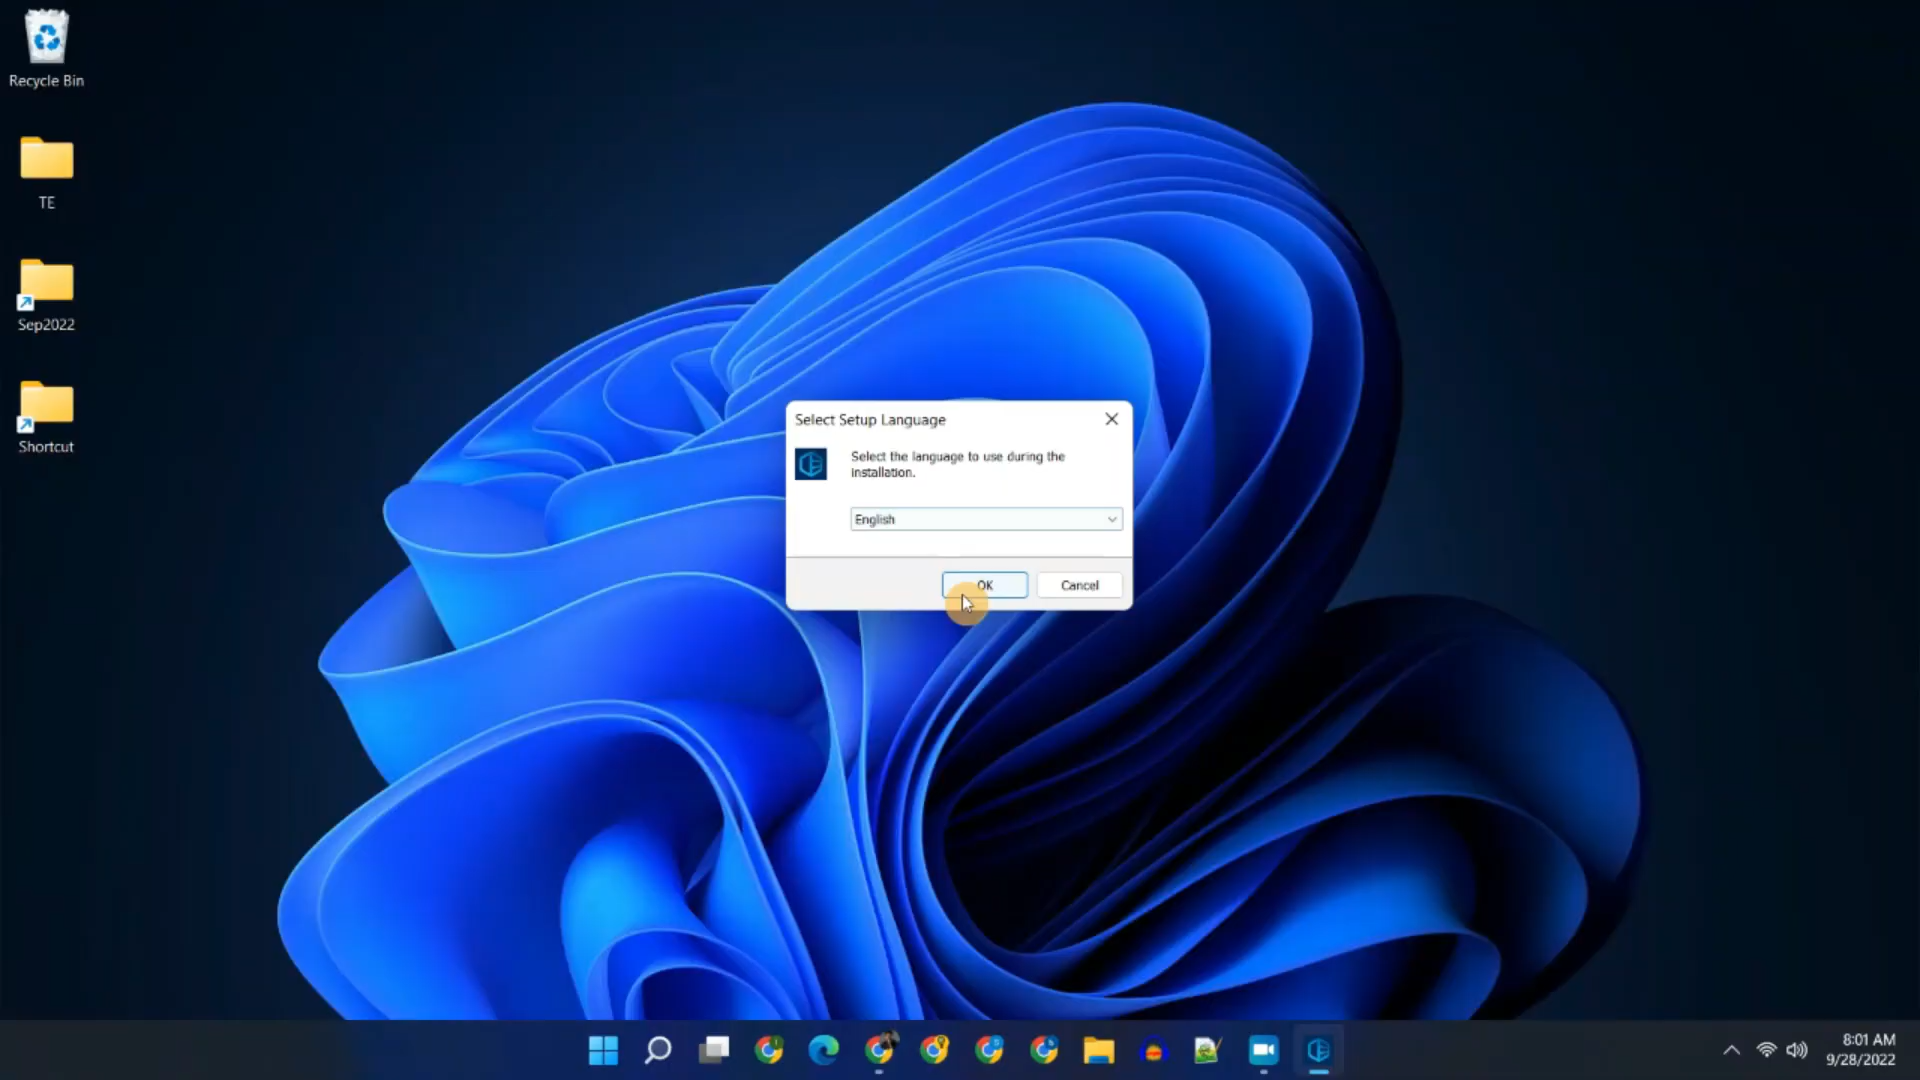 Recycle Bin
TE
Sep2022
Shortcut
Select Setup Language
Select the language to use during the
installation.
English
OK
Cancel
8:01 AM
9/28/2022